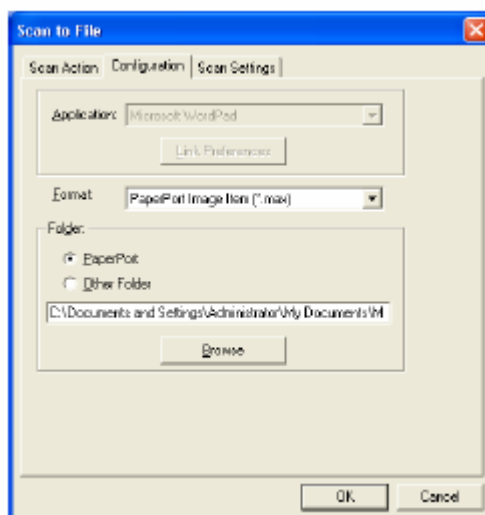 Scan to File
Scan Action Configuration Scan Settings
Application: Microsoft WordPad
Link Preferences
Format PaperPort Image Item (*.max)
Folder:
PaperPort
Other Folder
C:\Documents and Settings\Administrator\My Documents\M
Browse
OK Cancel